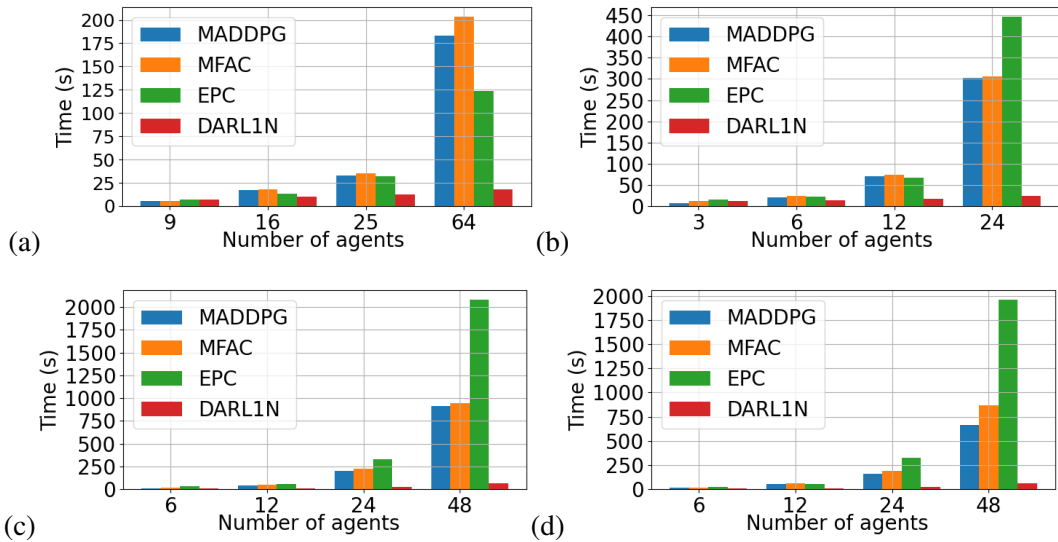 200
175
150
125
100
75
50
25
0
Time (s)
MADDPG
MFAC
EPC
DARL1N
9 16 25 64
Number of agents
(a)
450
400
350
300
250
200
150
100
50
0
Time (s)
MADDPG
MFAC
EPC
DARL1N
3 6 12 24
Number of agents
(b)
2000
1750
1500
1250
1000
750
500
250
0
Time (s)
MADDPG
MFAC
EPC
DARL1N
6 12 24 48
Number of agents
(c)
2000
1750
1500
1250
1000
750
500
250
0
Time (s)
MADDPG
MFAC
EPC
DARL1N
6 12 24 48
Number of agents
(d)